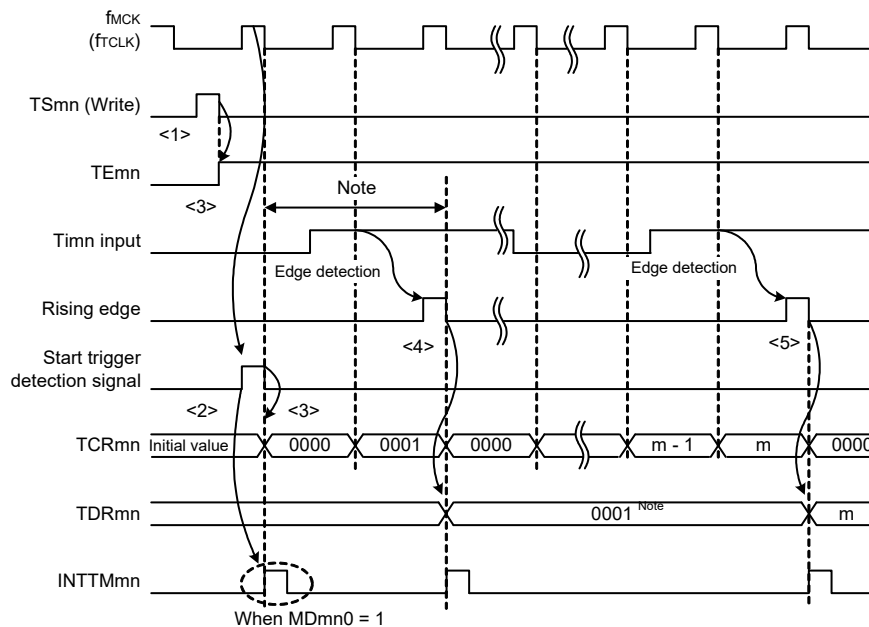 fMCK
(fTCLK)
TSmn (Write)
<1>
TEmn
<3>
Note
Timn input
Edge detection
Edge detection
Rising edge
<4>
<5>
Start trigger
detection signal
<2>
<3>
TCRmn
Initial value
0000
0001
0000
m - 1
m
0000
TDRmn
0001 Note
m
INTTMmn
When MDmn0 = 1